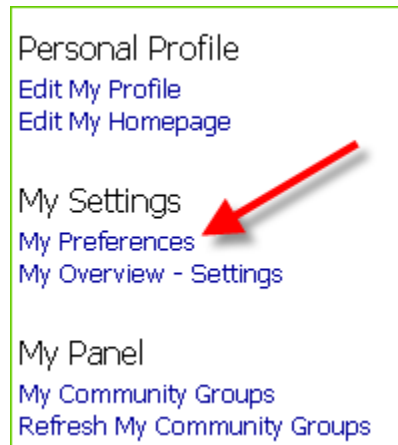 Personal Profile
Edit My Profile
Edit My Homepage
My Settings
My Preferences
My Overview - Settings
My Panel
My Community Groups
Refresh My Community Groups